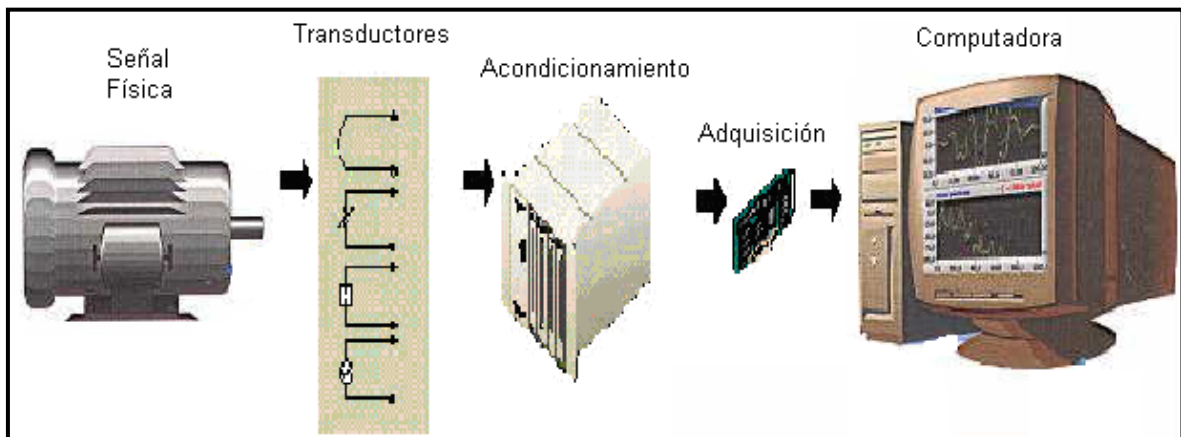 Señal
Física
Transductores
Acondicionamiento
Adquisición
Computadora